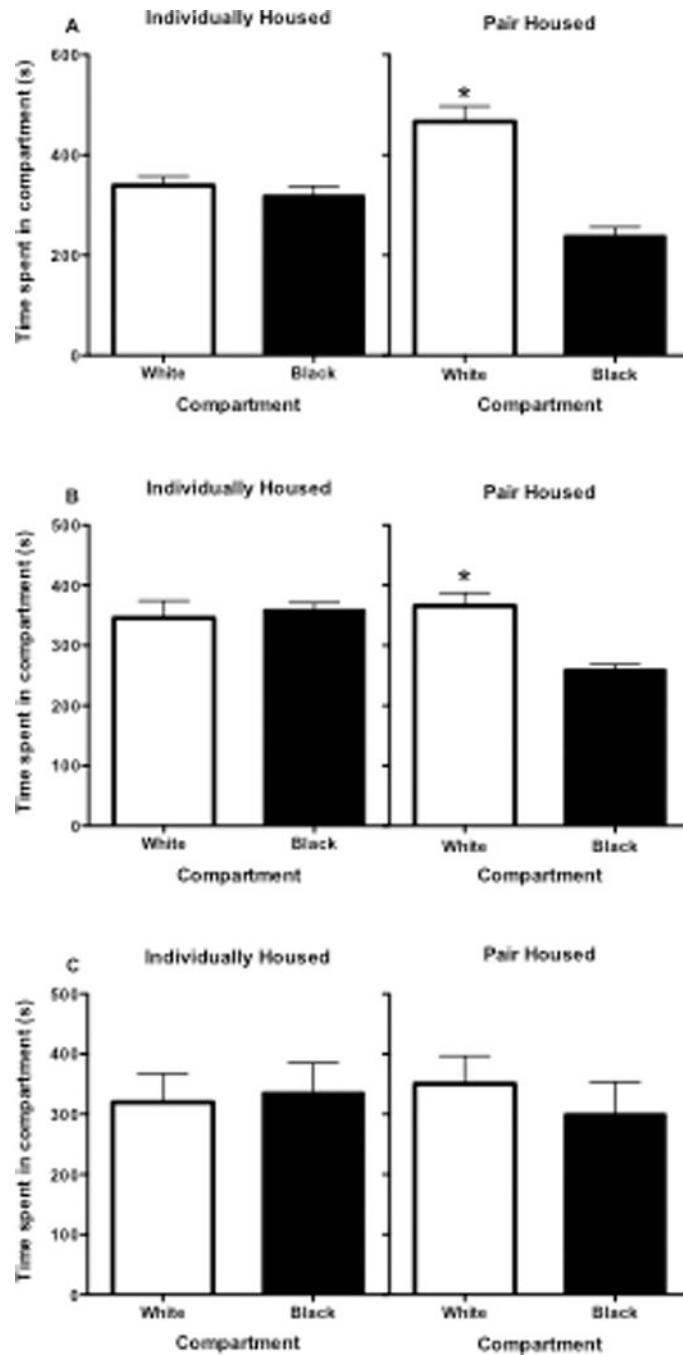 A
Individually Housed
Pair Housed
Time spent in compartment (s)
600
400
200
0
*
White
Black
White
Black
Compartment
Compartment
B
Individually Housed
Pair Housed
Time spent in compartment (s)
500
400
300
200
100
0
*
White
Black
White
Black
Compartment
Compartment
C
Individually Housed
Pair Housed
Time spent in compartment (s)
500
400
300
200
100
0
White
Black
White
Black
Compartment
Compartment